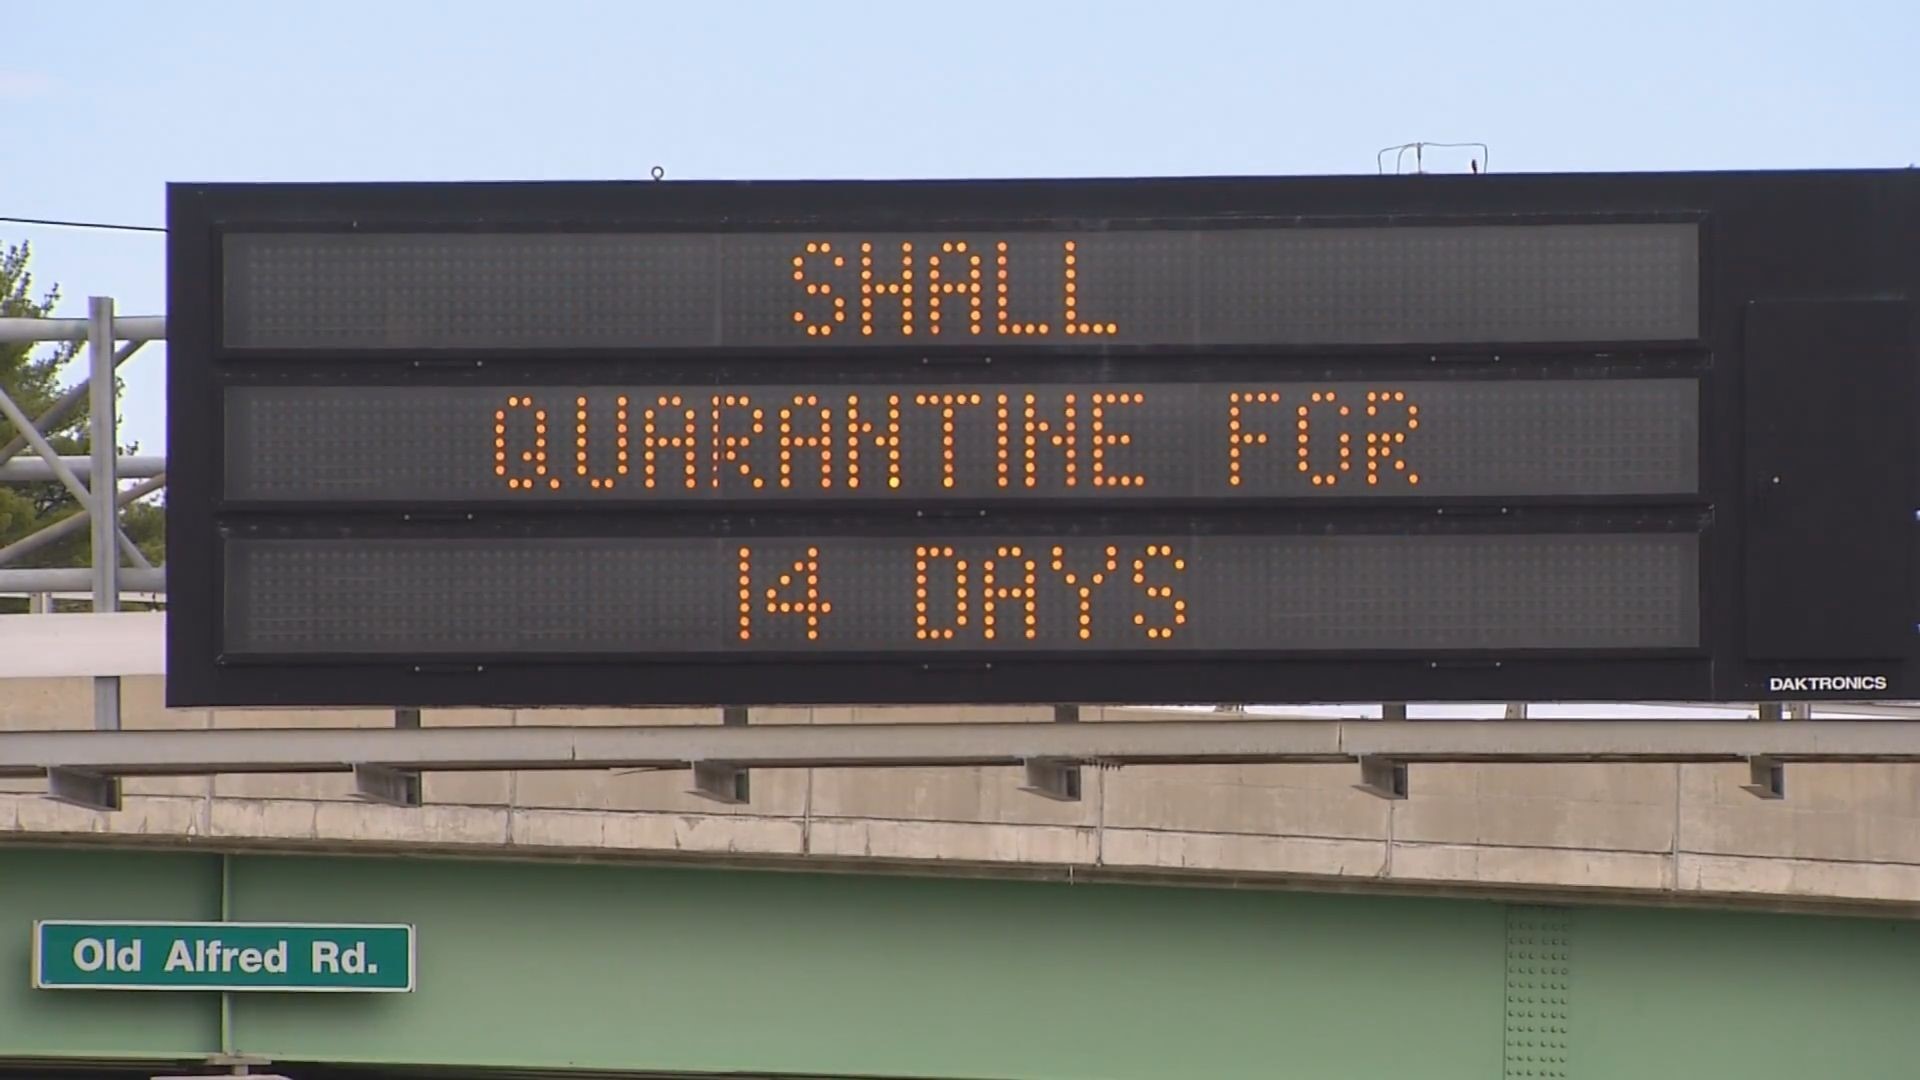 SHALL
QUARANTINE FOR
14 DAYS
DAKTRONICS
Old Alfred Rd.